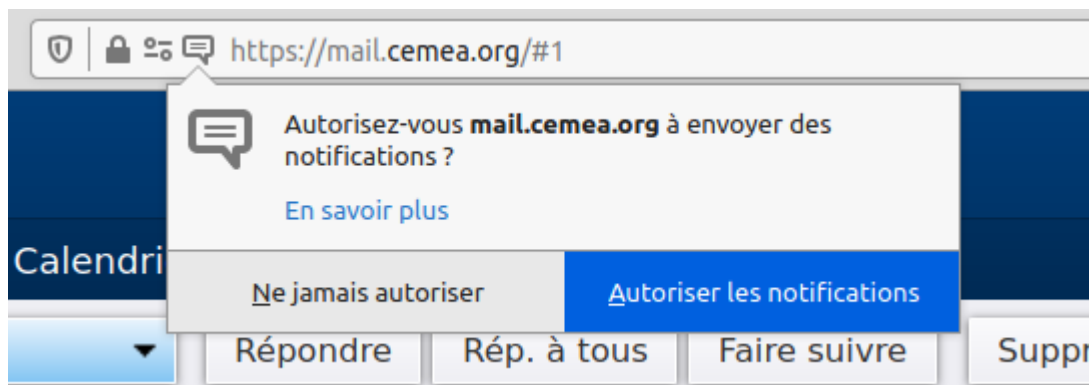 https://mail.cemea.org/#1
Autorisez-vous mail.cemea.org à envoyer des
notifications ?
En savoir plus
Calendri
Ne jamais autoriser
Autoriser les notifications
Répondre
Rép. à tous
Faire suivre
Suppr